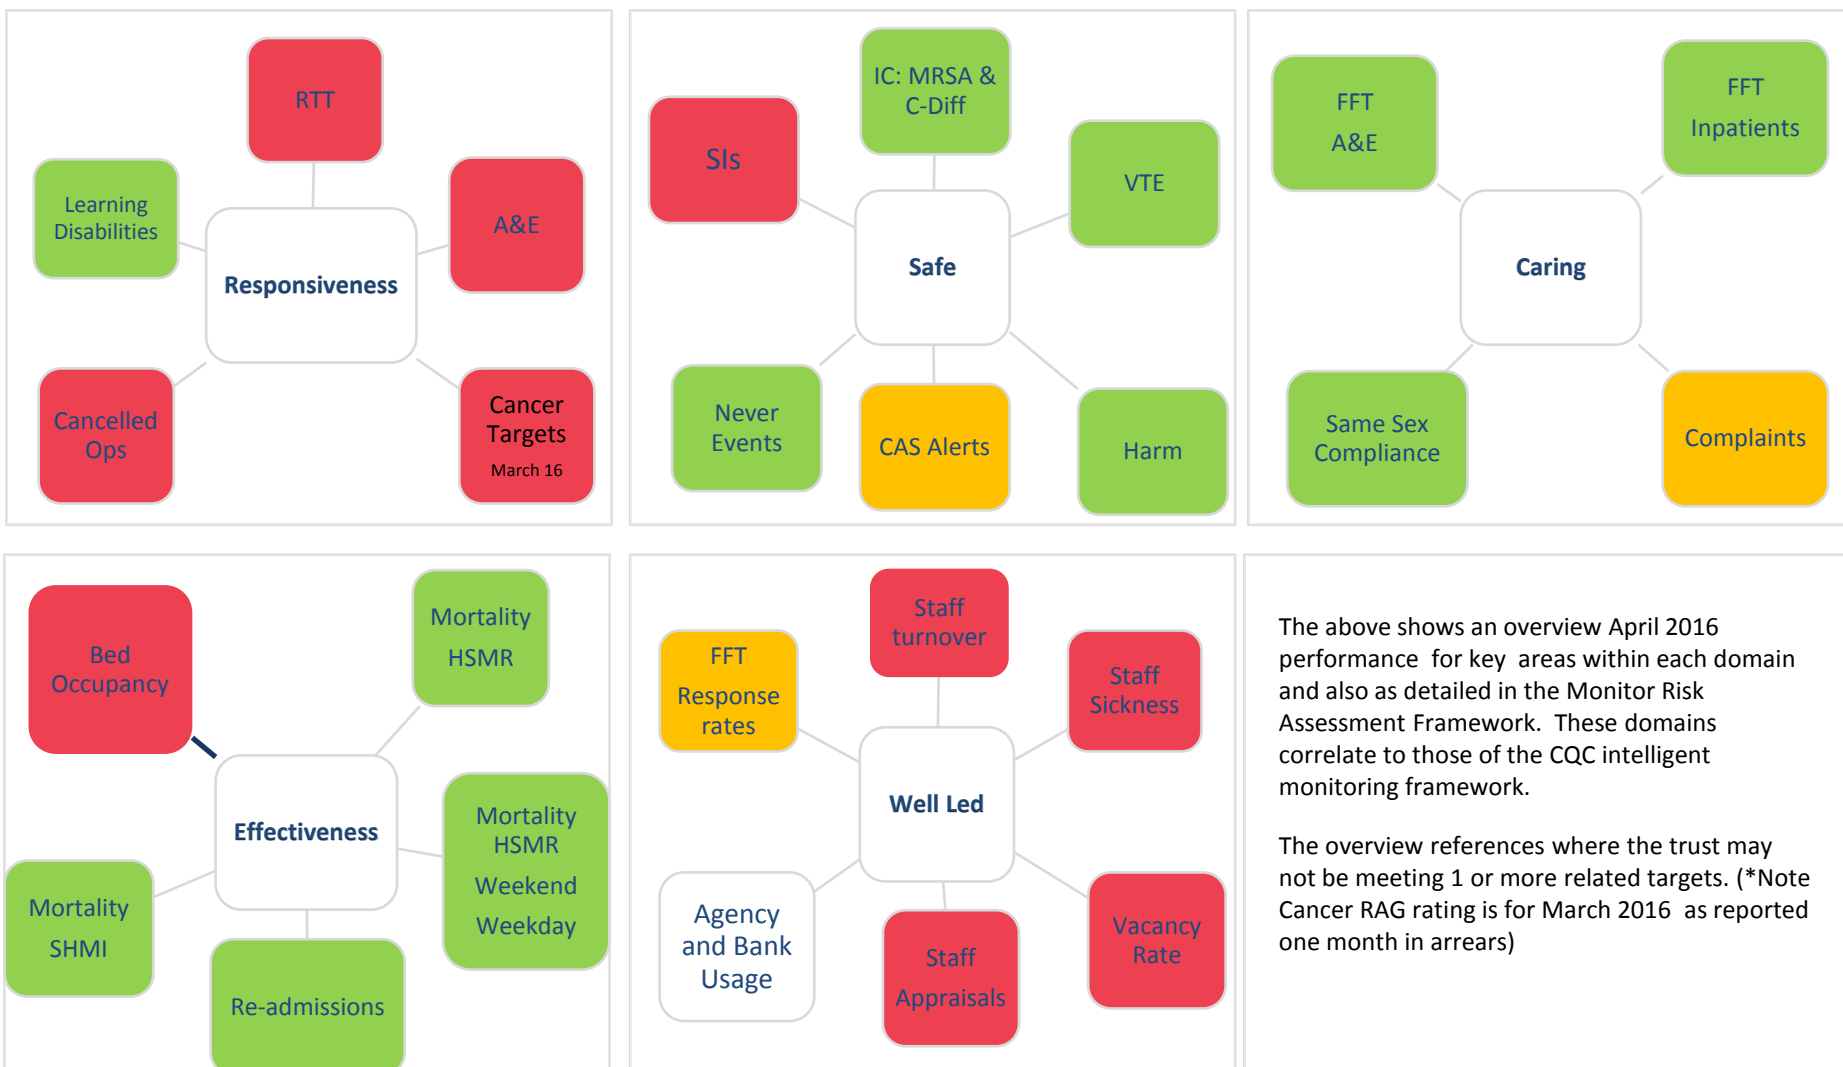 RTT
Learning
Disabilities
A&E
Responsiveness
Cancelled
Ops
Cancer
Targets
March 16
IC: MRSA &
C-Diff
SIs
VTE
Safe
Never
Events
CAS Alerts
Harm
FFT
A&E
FFT
Inpatients
Caring
Same Sex
Compliance
Complaints
Bed
Occupancy
Mortality
HSMR
Effectiveness
Mortality
HSMR
Weekend
Weekday
Mortality
SHMI
Re-admissions
Staff
turnover
FFT
Response
rates
Staff
Sickness
Well Led
Agency
and Bank
Usage
Staff
Appraisals
Vacancy
Rate
The above shows an overview April 2016
performance for key areas within each domain
and also as detailed in the Monitor Risk
Assessment Framework. These domains
correlate to those of the CQC intelligent
monitoring framework.
The overview references where the trust may
not be meeting 1 or more related targets. (*Note
Cancer RAG rating is for March 2016 as reported
one month in arrears)